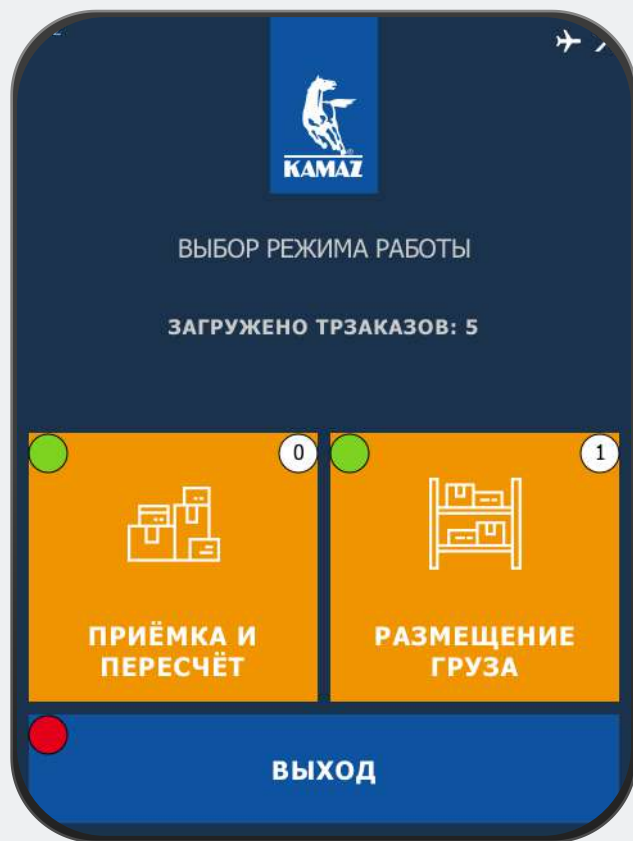 KAMAZ
ВЫБОР РЕЖИМА РАБОТЫ
ЗАГРУЖЕНО ТРЗАКАЗОВ: 5
0
1
ПРИЁМКА И
ПЕРЕСЧЁТ
РАЗМЕЩЕНИЕ
ГРУЗА
ВЫХОД